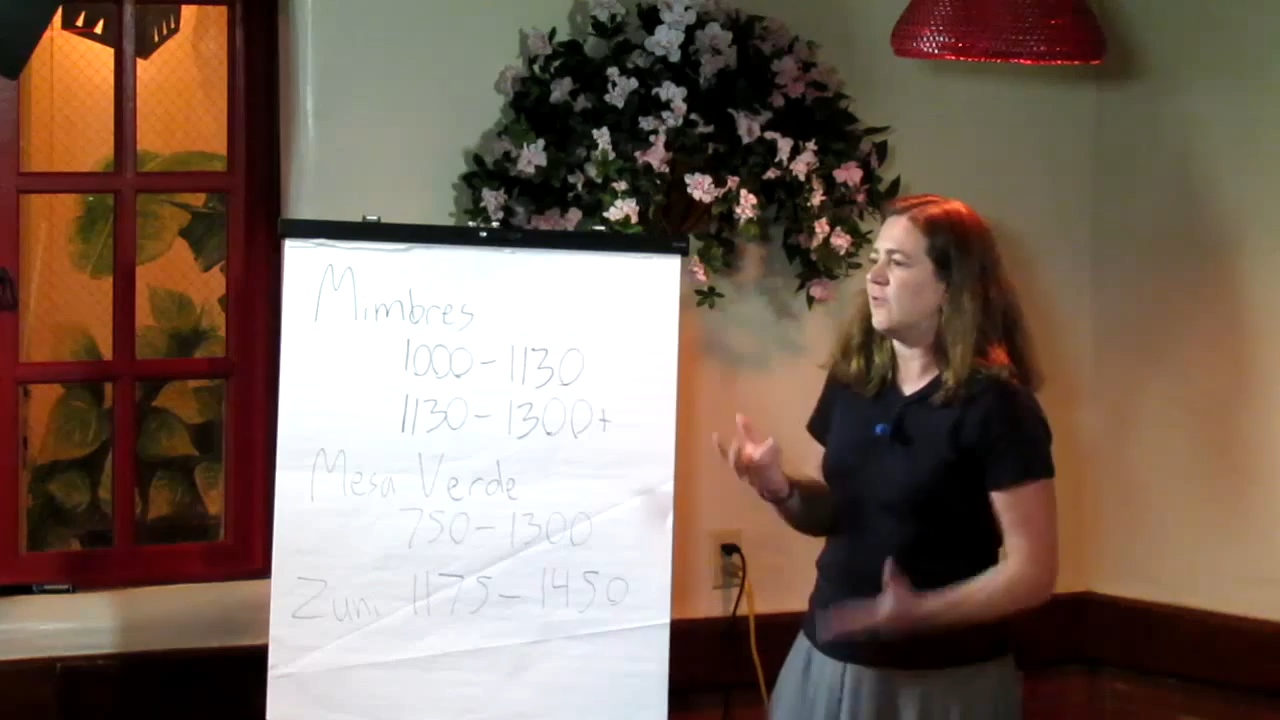 Mimbres
1000-1130
1130-1300+
Mesa Verde
750-1300
Zuni 1175-1450